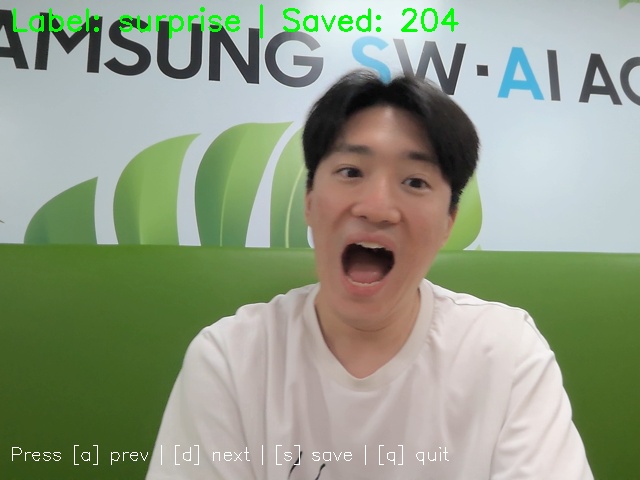 Label: surprise | Saved: 204
AMSUNG SW·AI AC
Press [a] prev | [d] next | [s] save | [q] quit